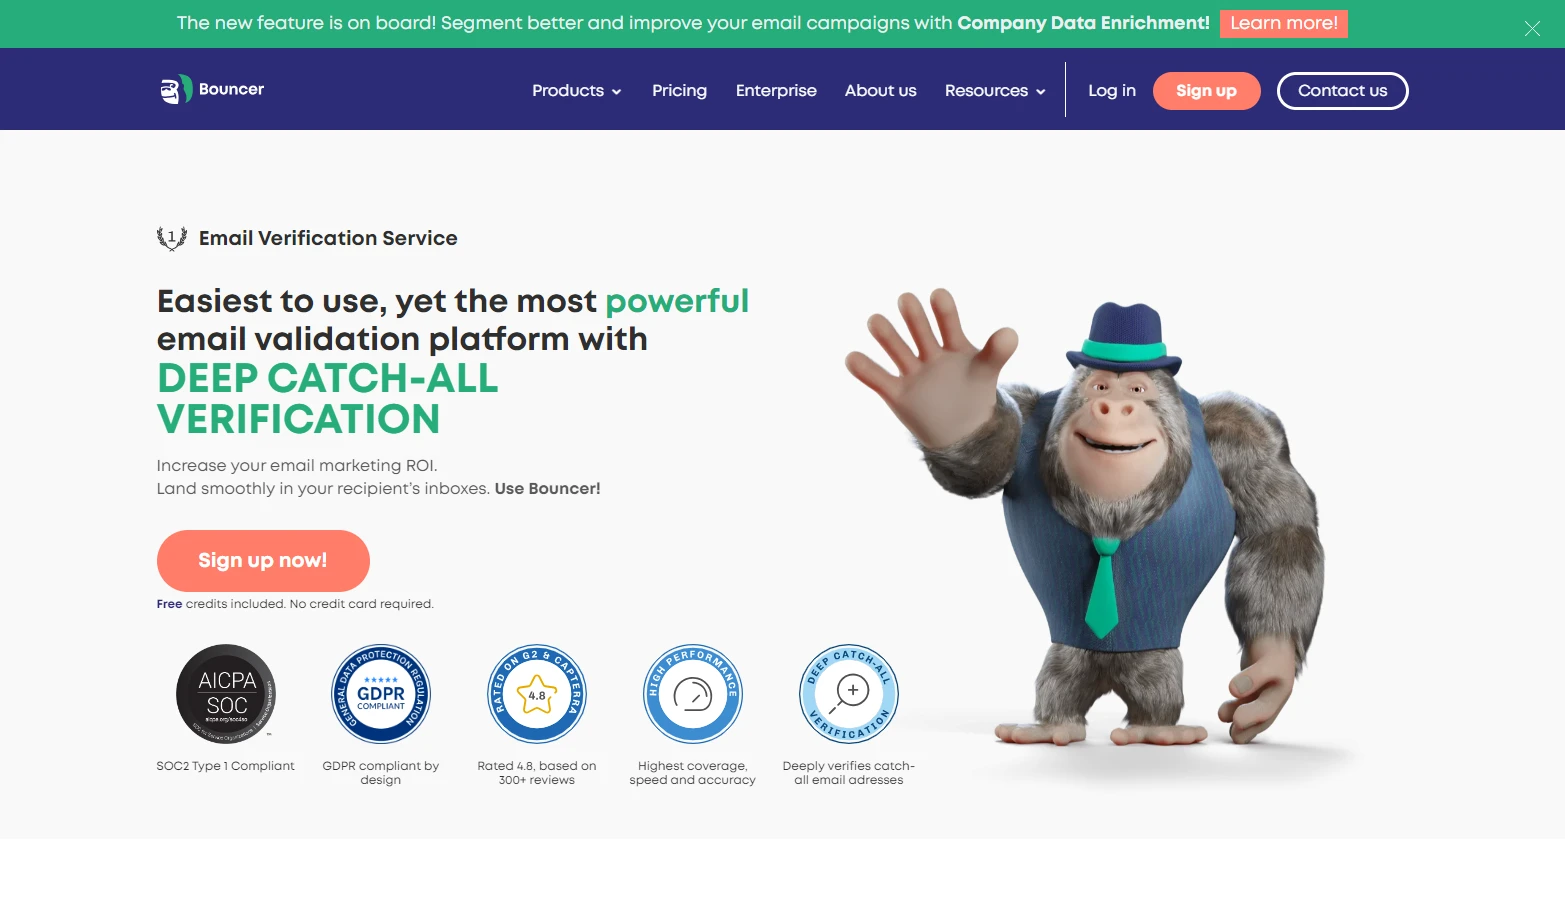 The new feature is on board! Segment better and improve your email campaigns with Company Data Enrichment! Learn more!
Bouncer
Products
Pricing
Enterprise
About us
Resources
Log in
Sign up
Contact us
1
Email Verification Service
Easiest to use, yet the most powerful
email validation platform with
DEEP CATCH-ALL
VERIFICATION
Increase your email marketing ROI.
Land smoothly in your recipient's inboxes. Use Bouncer!
Sign up now!
Free credits included. No credit card required.
AICPA
SOC
aicpa.org/soc4so
SOC2 Type 1 Compliant
GENERAL DATA PROTECTION REGULATION
GDPR
COMPLIANT
GDPR compliant by
design
RATED ON G2 & CAPTERRA
4.8
Rated 4.8, based on
300+ reviews
HIGH PERFORMANCE
Highest coverage,
speed and accuracy
DEEP CATCH-ALL
VERIFICATION
Deeply verifies catch-
all email adresses